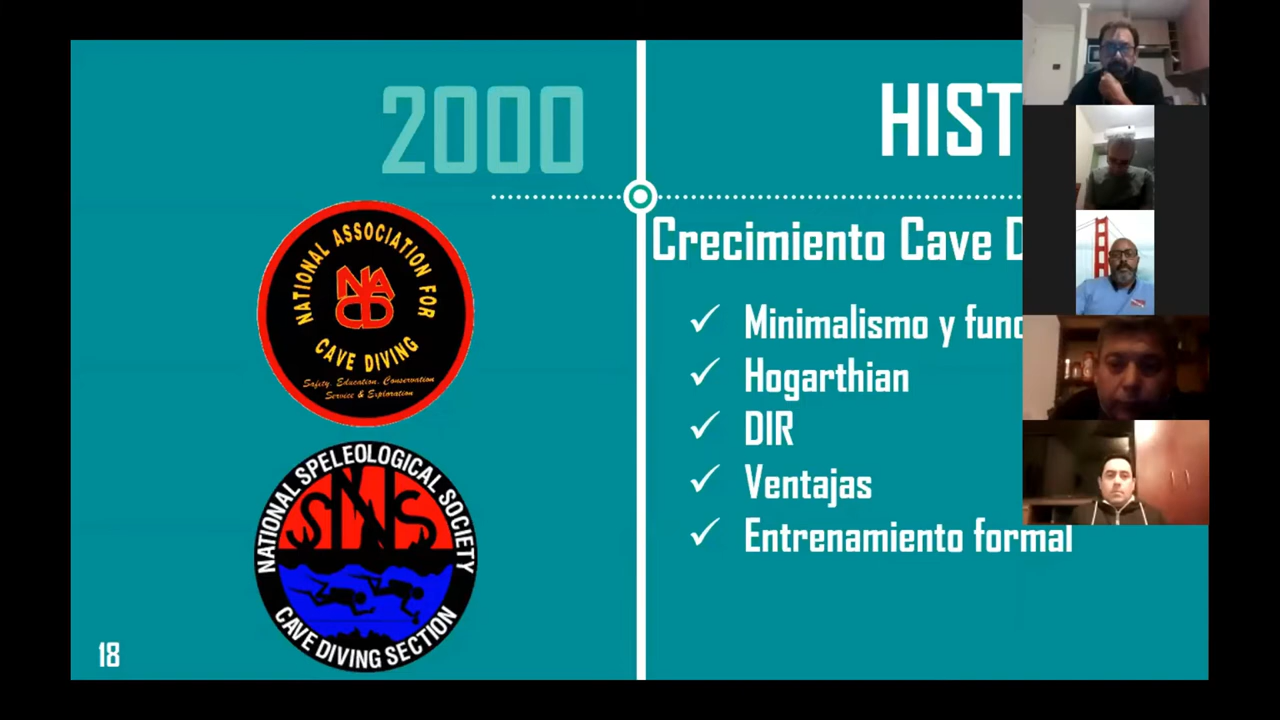 2000
HIST
NATIONAL ASSOCIATION FOR
NACD
CAVE DIVING
Safety, Education, Conservation
Service & Exploration
NATIONAL SPELEOLOGICAL SOCIETY
NSS
CAVE DIVING SECTION
Crecimiento Cave D
✓ Minimalismo y func
✓ Hogarthian
✓ DIR
✓ Ventajas
✓ Entrenamiento formal
18